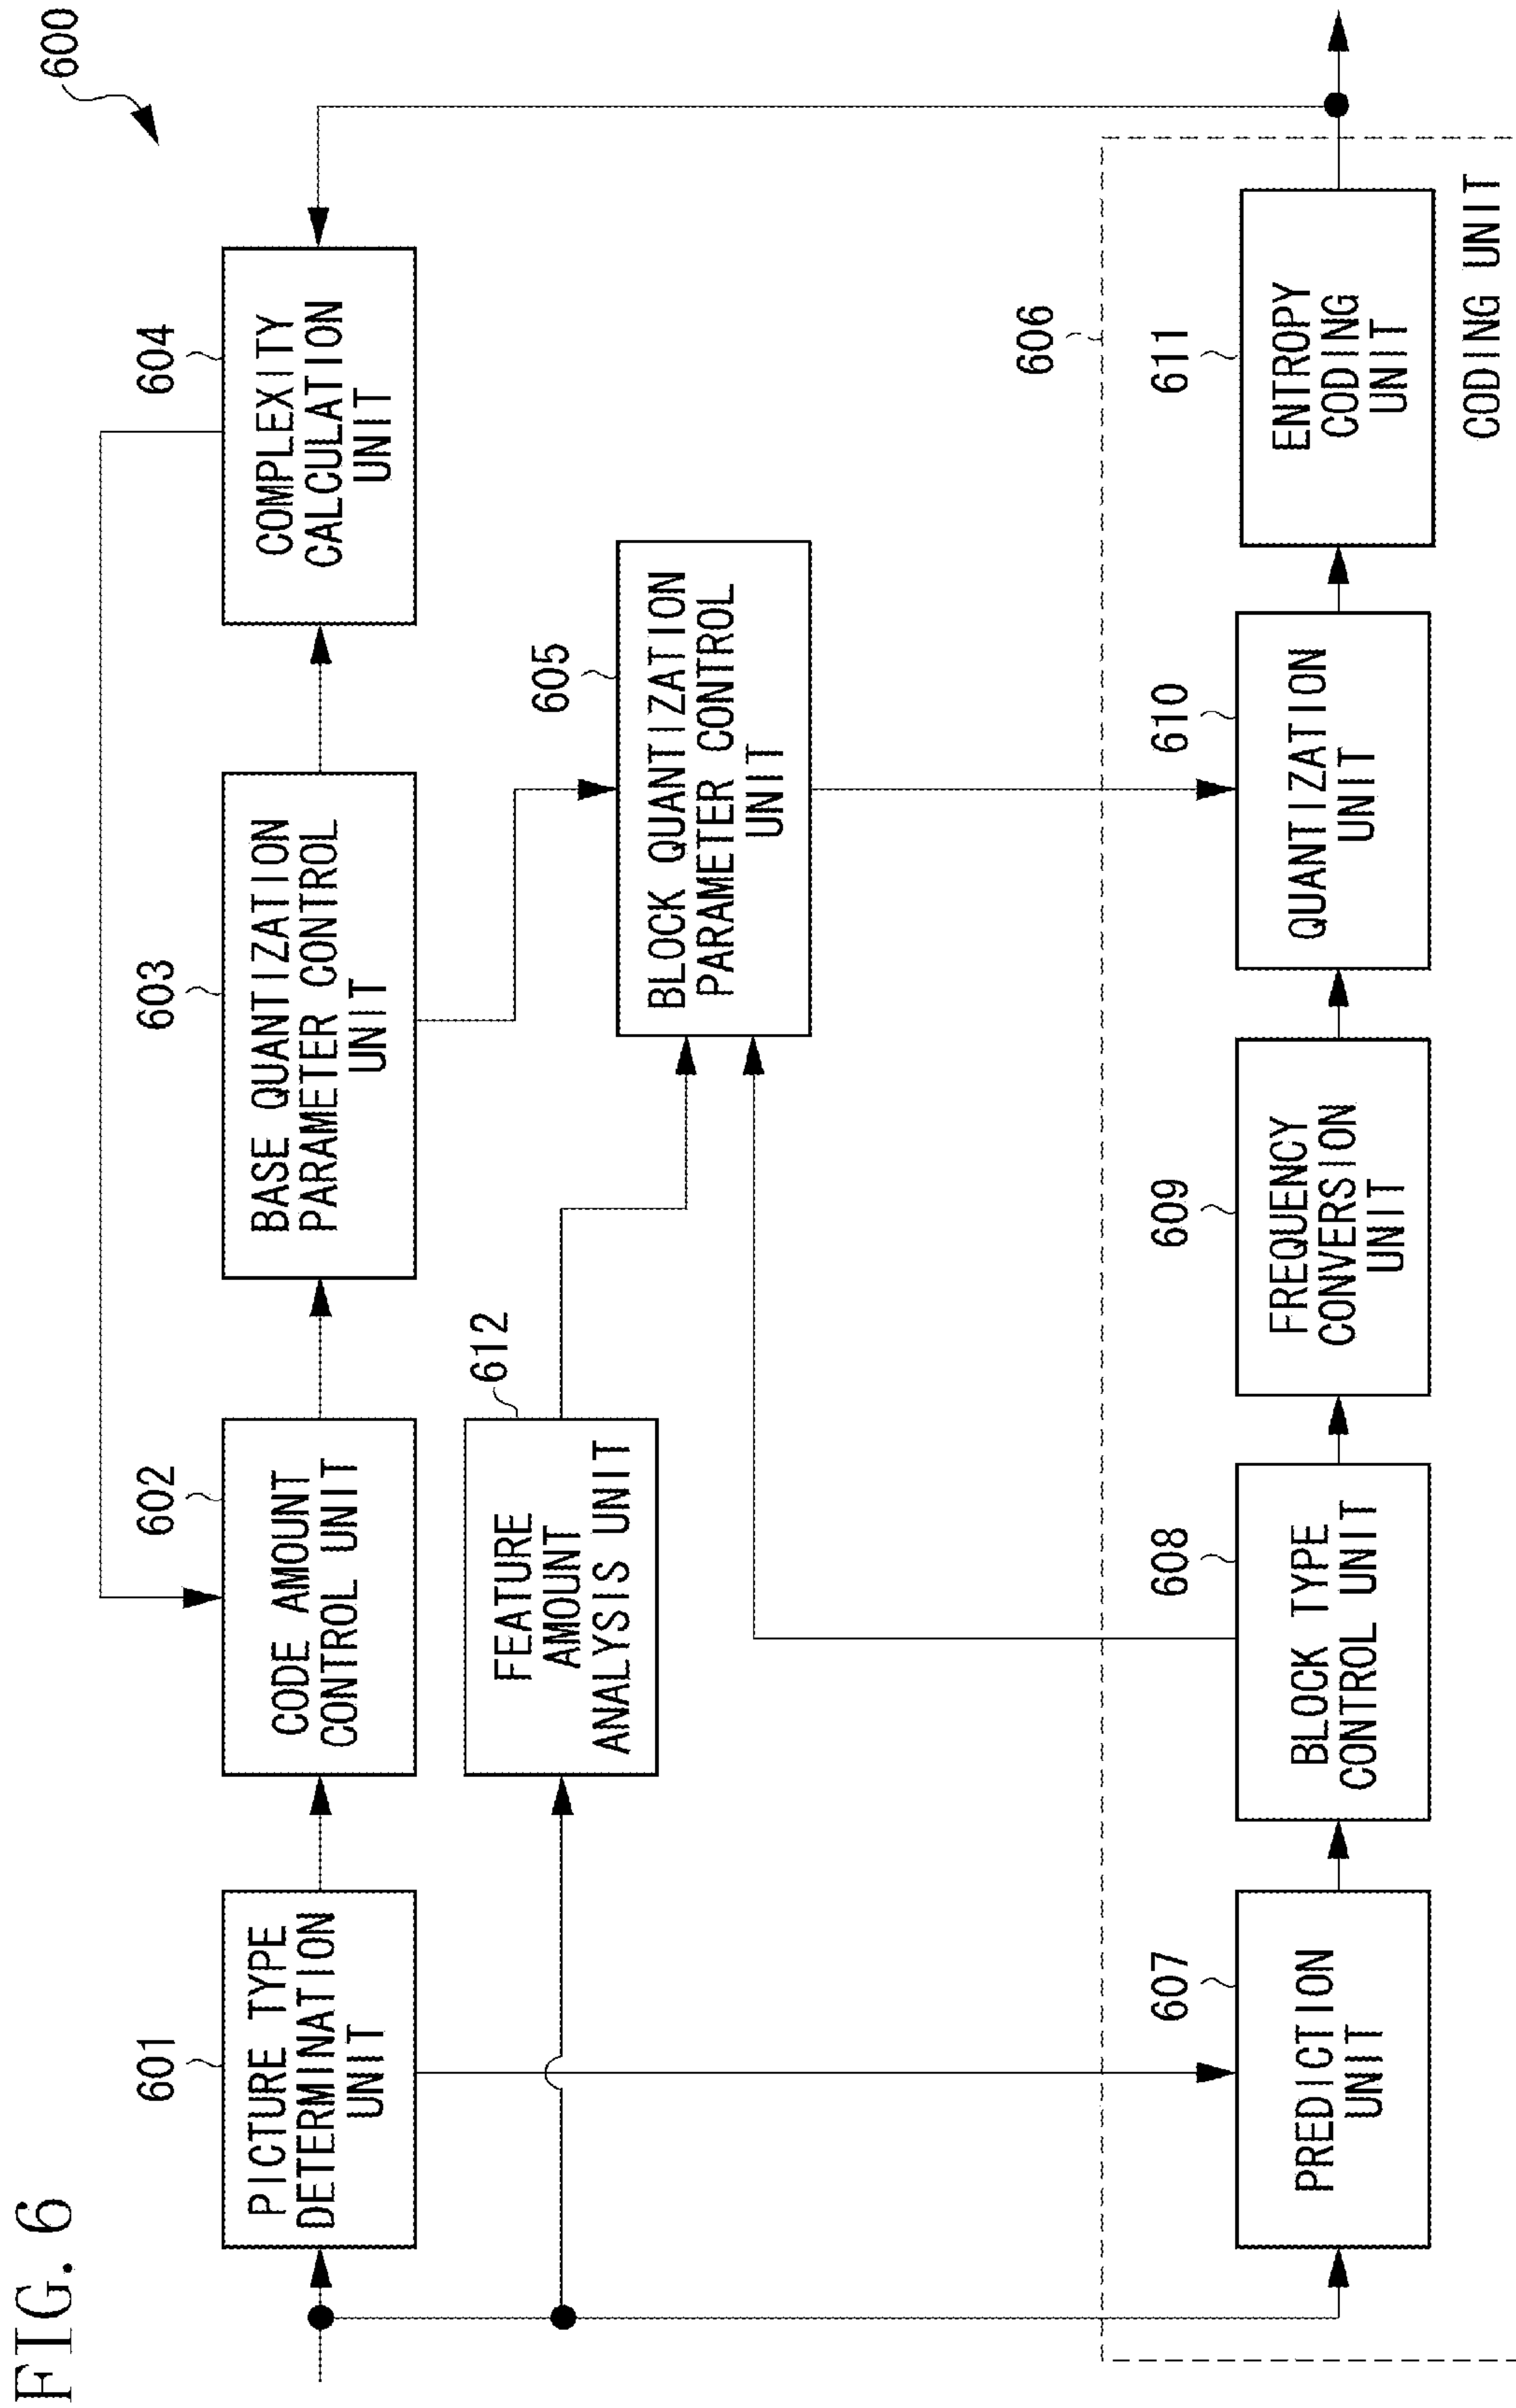 FIG. 6
600
601
PICTURE TYPE
DETERMINATION
UNIT
602
CODE AMOUNT
CONTROL UNIT
603
BASE QUANTIZATION
PARAMETER CONTROL
UNIT
604
COMPLEXITY
CALCULATION
UNIT
612
FEATURE
AMOUNT
ANALYSIS UNIT
605
BLOCK QUANTIZATION
PARAMETER CONTROL
UNIT
606
607
PREDICTION
UNIT
608
BLOCK TYPE
CONTROL UNIT
609
FREQUENCY
CONVERSION
UNIT
610
QUANTIZATION
UNIT
611
ENTROPY
CODING
UNIT
CODING UNIT